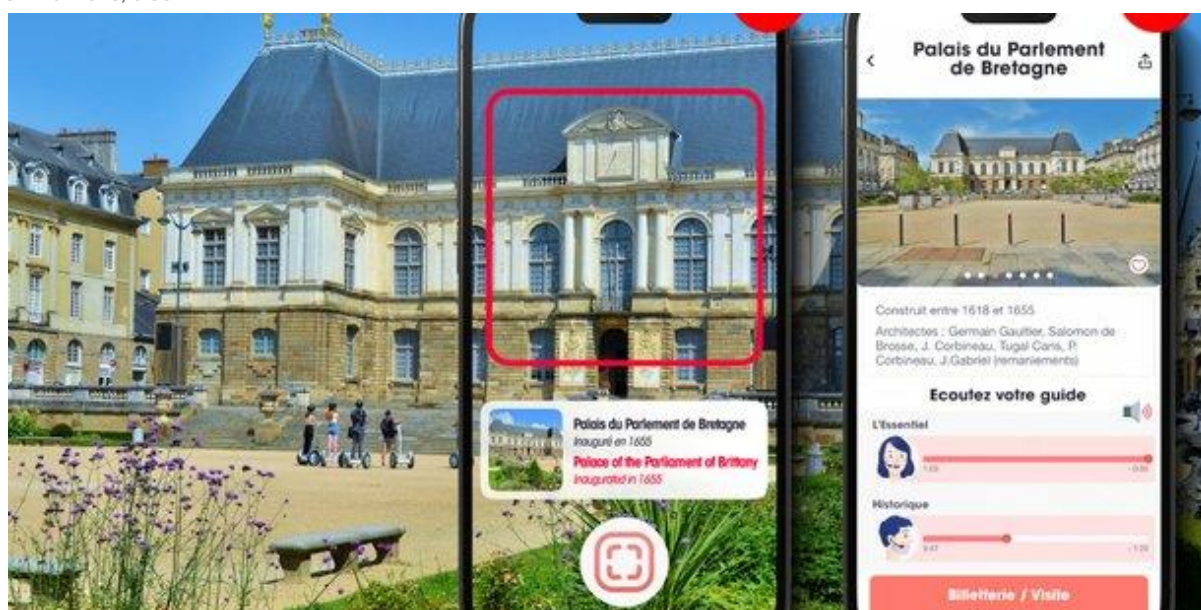 Palais du Parlement de Bretagne
Inauguré en 1655
Palace of the Parliament of Brittany
Inaugurated in 1655
Palais du Parlement
de Bretagne
Construit entre 1618 et 1655
Architectes : Germain Gaultier, Salomon de
Brosse, J. Corbineau, Tugal Caris, P.
Corbineau, J.Gabriel (remaniements)
Ecoutez votre guide
L'Essentiel
Historique
Billetterie / Visite